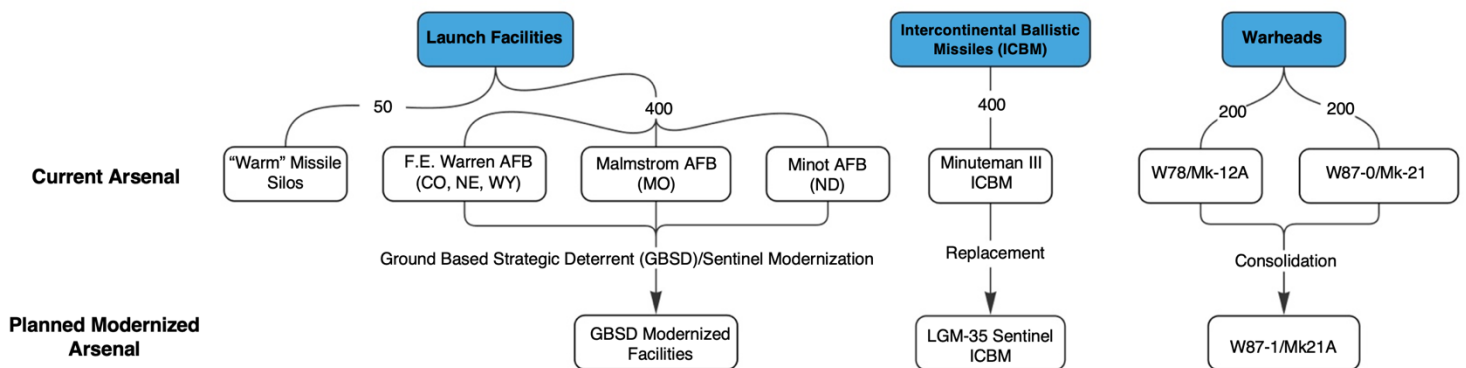 Launch Facilities
Intercontinental Ballistic
Missiles (ICBM)
Warheads
50
400
400
200
200
Current Arsenal
“Warm” Missile
Silos
F.E. Warren AFB
(CO, NE, WY)
Malmstrom AFB
(MO)
Minot AFB
(ND)
Minuteman III
ICBM
W78/Mk-12A
W87-0/Mk-21
Ground Based Strategic Deterrent (GBSD)/Sentinel Modernization
Replacement
Consolidation
Planned Modernized
Arsenal
GBSD Modernized
Facilities
LGM-35 Sentinel
ICBM
W87-1/Mk21A